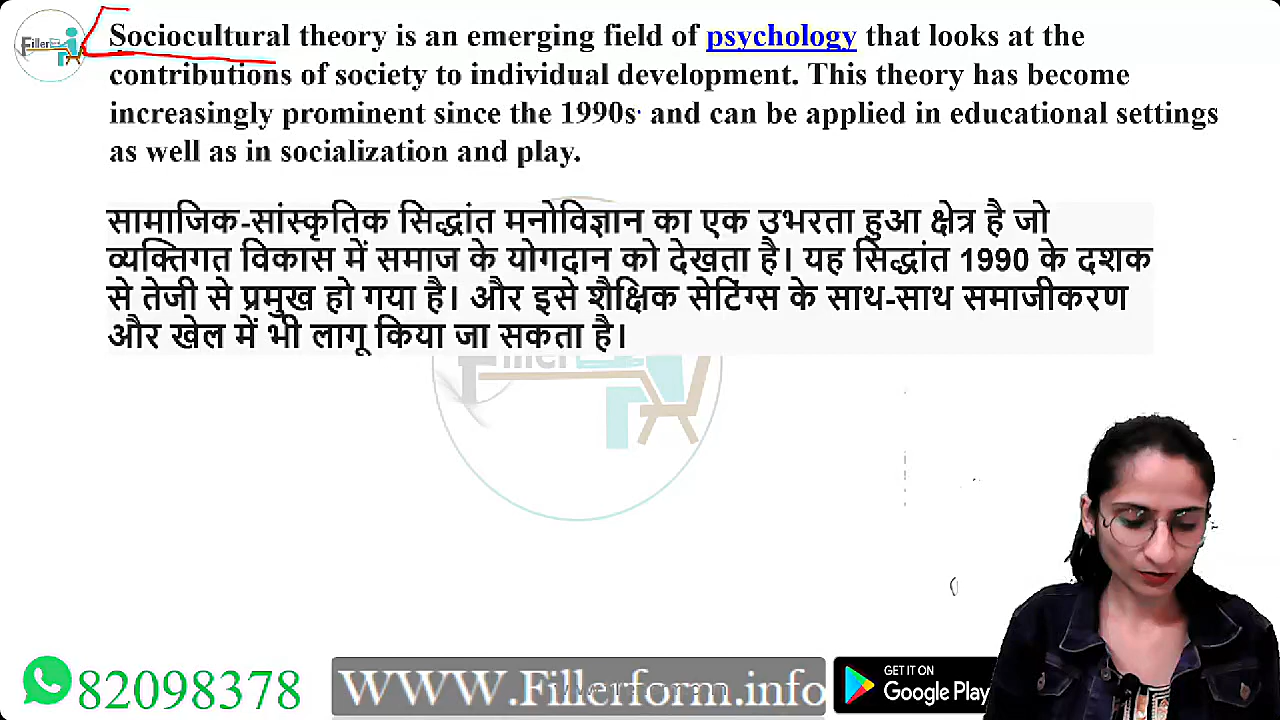 Filler
Sociocultural theory is an emerging field of psychology that looks at the
contributions of society to individual development. This theory has become
increasingly prominent since the 1990s and can be applied in educational settings
as well as in socialization and play.
सामाजिक-सांस्कृतिक सिद्धांत मनोविज्ञान का एक उभरता हुआ क्षेत्र है जो
व्यक्तिगत विकास में समाज के योगदान को देखता है। यह सिद्धांत 1990 के दशक
से तेजी से प्रमुख हो गया है। और इसे शैक्षिक सेटिंग्स के साथ-साथ समाजीकरण
और खेल में भी लागू किया जा सकता है।
Filler
82098378
WWW.Fillerform.info
GET IT ON
Google Play